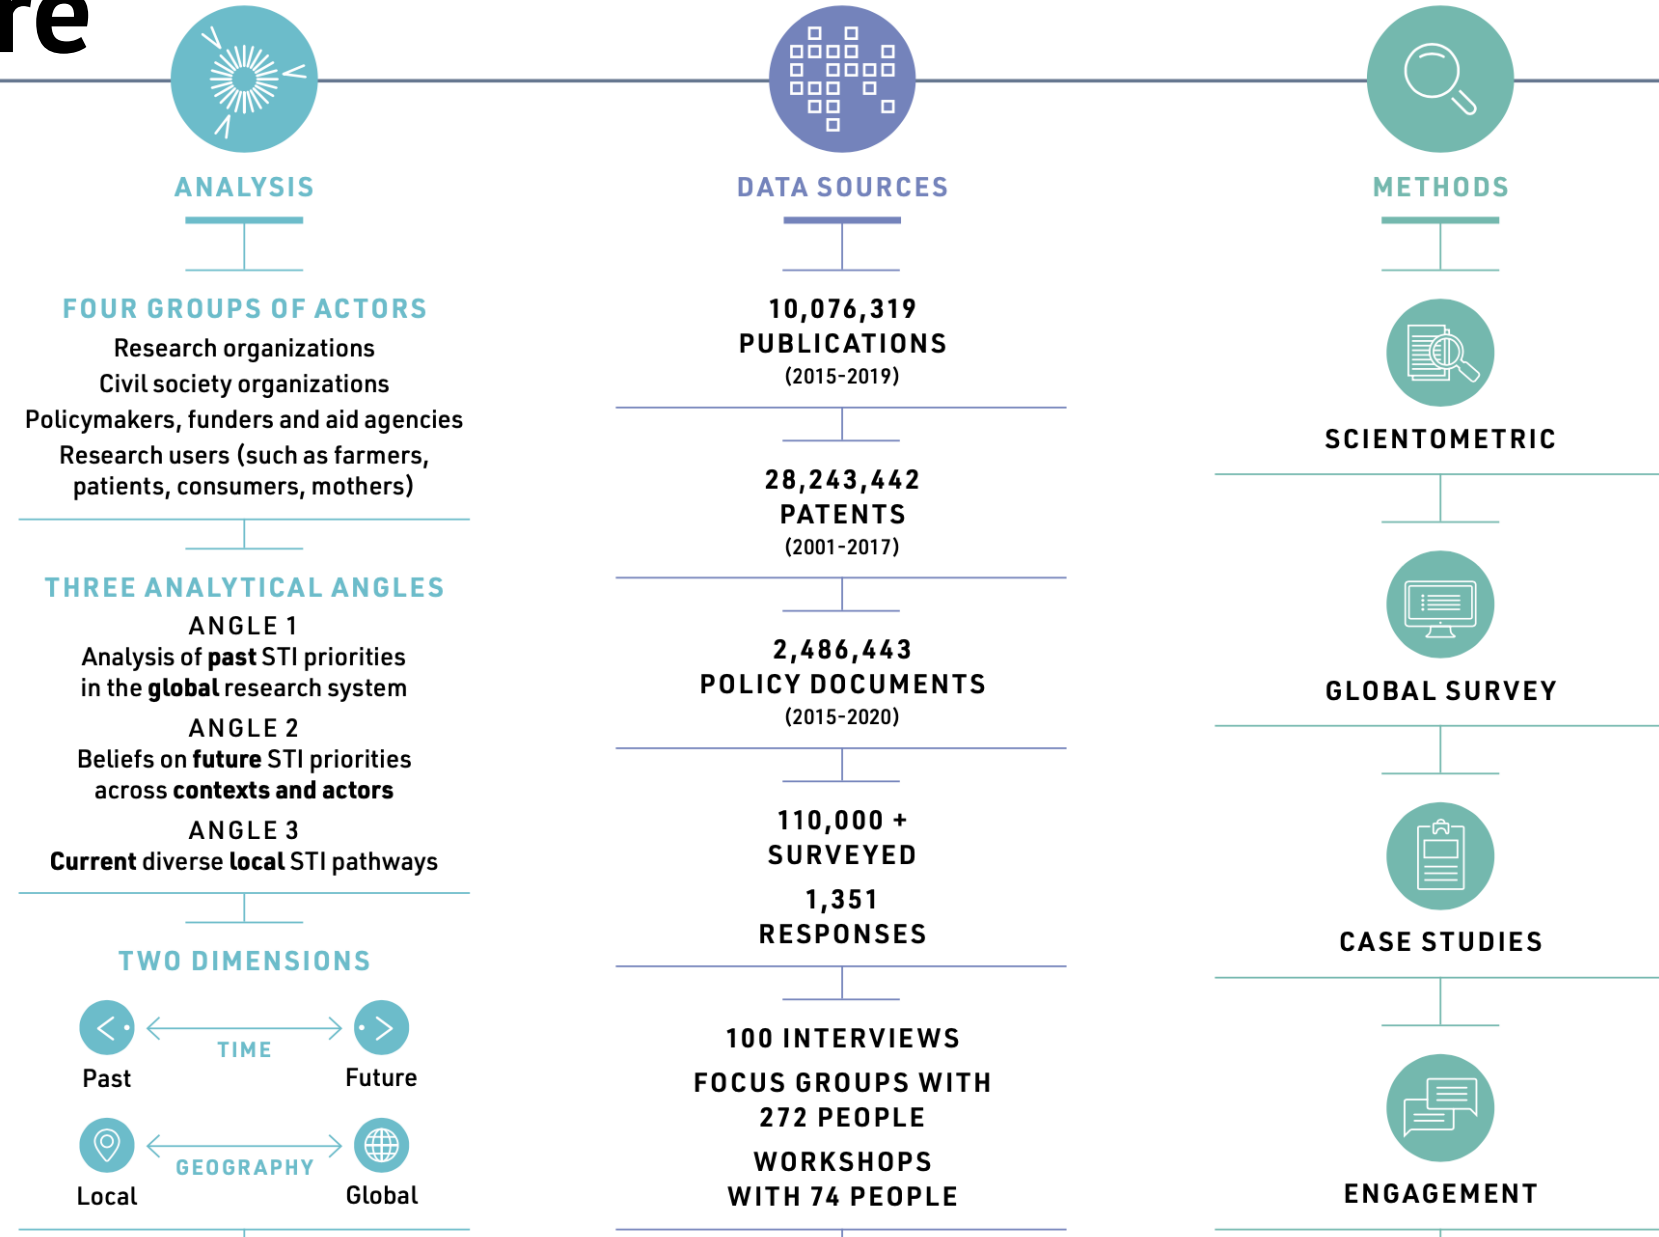 re
ANALYSIS
FOUR GROUPS OF ACTORS
Research organizations
Civil society organizations
Policymakers, funders and aid agencies
Research users (such as farmers,
patients, consumers, mothers)
THREE ANALYTICAL ANGLES
ANGLE 1
Analysis of past STI priorities
in the global research system
ANGLE 2
Beliefs on future STI priorities
across contexts and actors
ANGLE 3
Current diverse local STI pathways
TWO DIMENSIONS
TIME
Past
Future
GEOGRAPHY
Local
Global
DATA SOURCES
10,076,319
PUBLICATIONS
(2015-2019)
28,243,442
PATENTS
(2001-2017)
2,486,443
POLICY DOCUMENTS
(2015-2020)
110,000 +
SURVEYED
1,351
RESPONSES
100 INTERVIEWS
FOCUS GROUPS WITH
272 PEOPLE
WORKSHOPS
WITH 74 PEOPLE
METHODS
SCIENTOMETRIC
GLOBAL SURVEY
CASE STUDIES
ENGAGEMENT